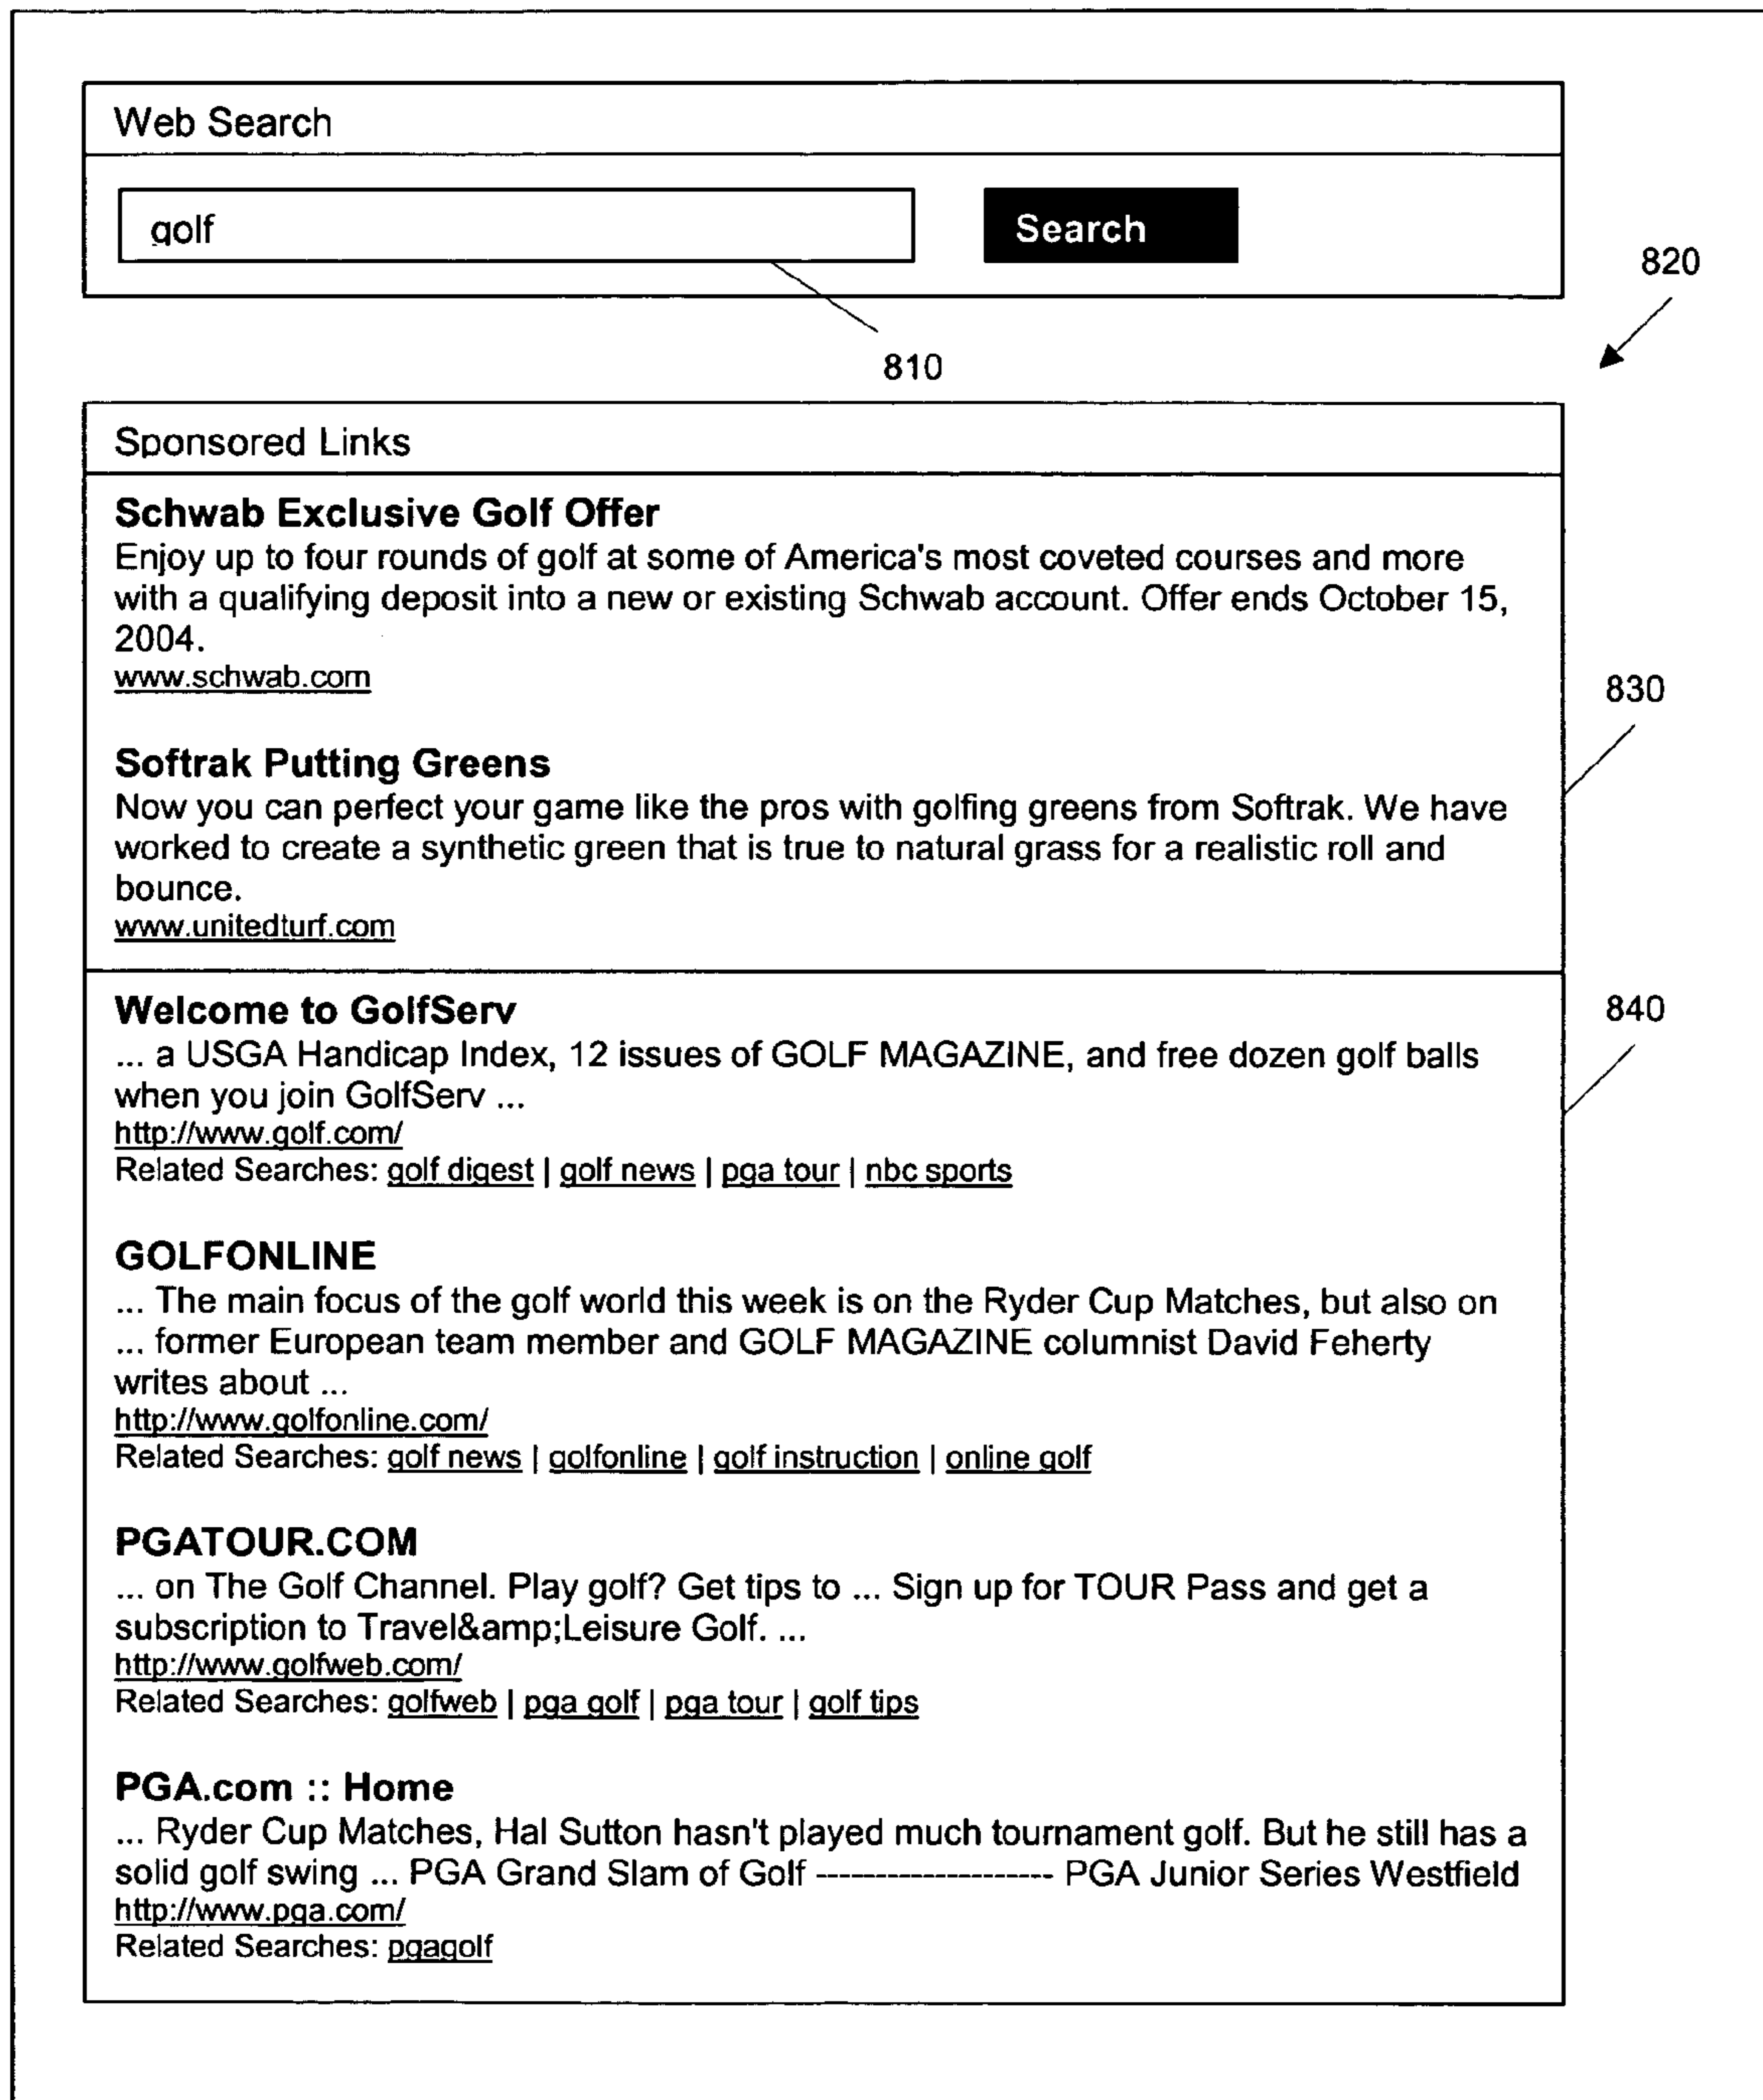 Web Search
golf
Search
820
810
Sponsored Links
Schwab Exclusive Golf Offer
Enjoy up to four rounds of golf at some of America's most coveted courses and more
with a qualifying deposit into a new or existing Schwab account. Offer ends October 15,
2004.
www.schwab.com
830
Softrak Putting Greens
Now you can perfect your game like the pros with golfing greens from Softrak. We have
worked to create a synthetic green that is true to natural grass for a realistic roll and
bounce.
www.unitedturf.com
Welcome to GolfServ
840
... a USGA Handicap Index, 12 issues of GOLF MAGAZINE, and free dozen golf balls
when you join GolfServ ...
http://www.golf.com/
Related Searches: golf digest | golf news | pga tour | nbc sports
GOLFONLINE
... The main focus of the golf world this week is on the Ryder Cup Matches, but also on
... former European team member and GOLF MAGAZINE columnist David Feherty
writes about ...
http://www.golfonline.com/
Related Searches: golf news | golfonline | golf instruction | online golf
PGATOUR.COM
... on The Golf Channel. Play golf? Get tips to ... Sign up for TOUR Pass and get a
subscription to Travel&amp;Leisure Golf. ...
http://www.golfweb.com/
Related Searches: golfweb | pga golf | pga tour | golf tips
PGA.com :: Home
... Ryder Cup Matches, Hal Sutton hasn't played much tournament golf. But he still has a
solid golf swing ... PGA Grand Slam of Golf ------------------- PGA Junior Series Westfield
http://www.pga.com/
Related Searches: pgagolf